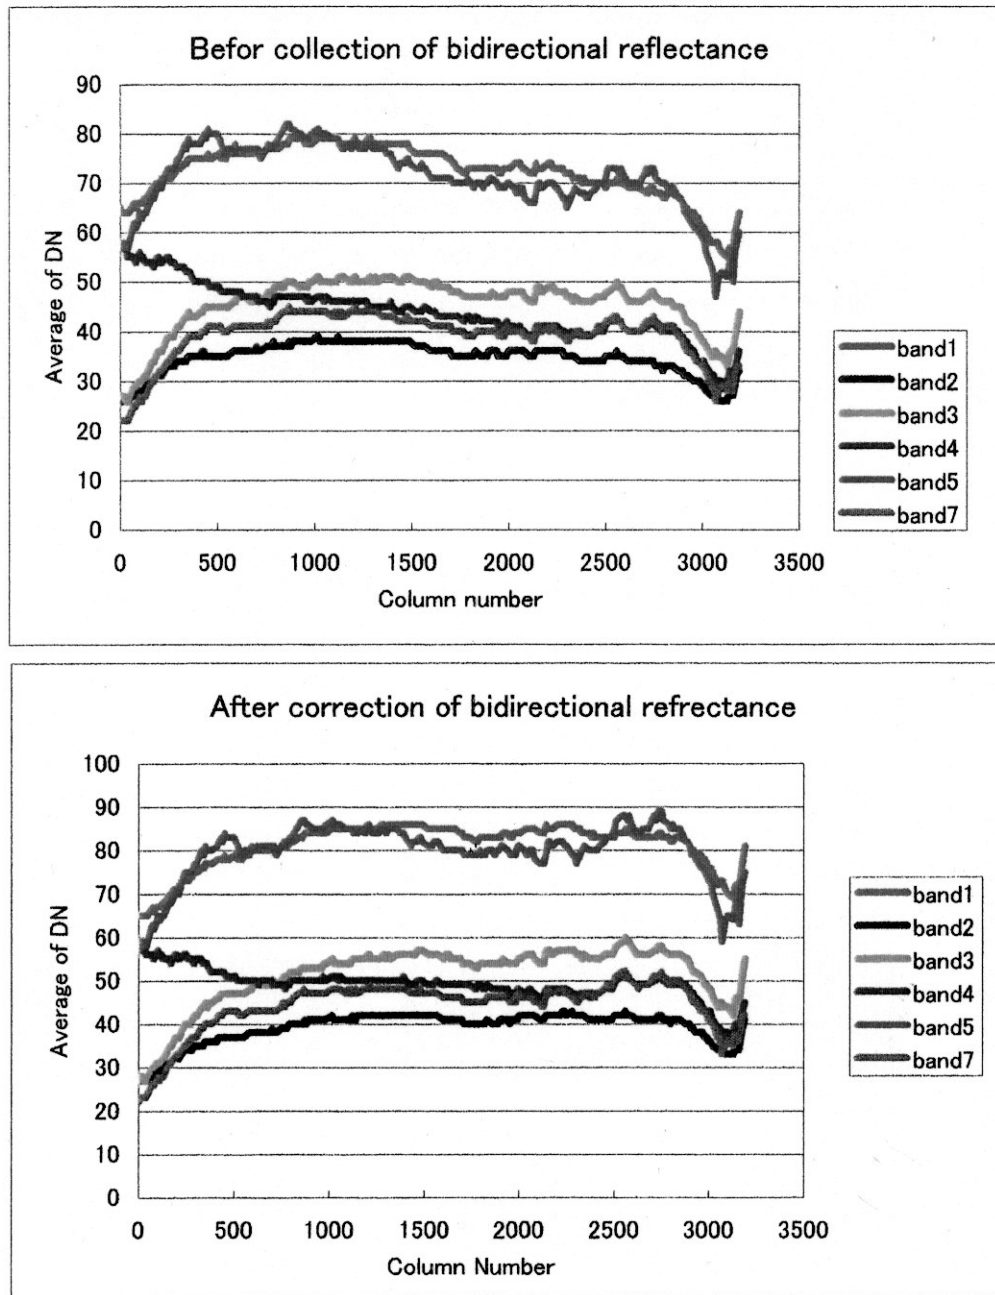 Befor collection of bidirectional reflectance
90
80
70
60
50
40
30
20
10
0
Average of DN
0 500 1000 1500 2000 2500 3000 3500
Column number
band1
band2
band3
band4
band5
band7
After correction of bidirectional refrectance
100
90
80
70
60
50
40
30
20
10
0
Average of DN
0 500 1000 1500 2000 2500 3000 3500
Column Number
band1
band2
band3
band4
band5
band7